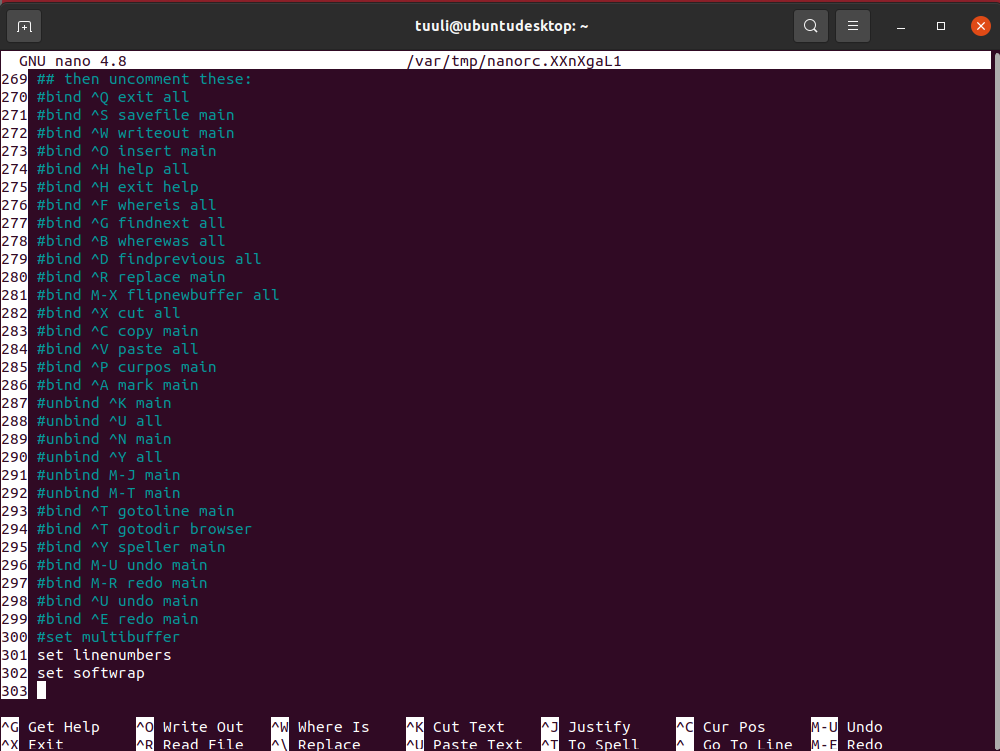 tuuli@ubuntudesktop: ~
GNU nano 4.8 /var/tmp/nanorc.XXnXgaL1
269 ## then uncomment these:
270 #bind ^Q exit all
271 #bind ^S savefile main
272 #bind ^W writeout main
273 #bind ^O insert main
274 #bind ^H help all
275 #bind ^H exit help
276 #bind ^F whereis all
277 #bind ^G findnext all
278 #bind ^B wherewas all
279 #bind ^D findprevious all
280 #bind ^R replace main
281 #bind M-X flipnewbuffer all
282 #bind ^X cut all
283 #bind ^C copy main
284 #bind ^V paste all
285 #bind ^P curpos main
286 #bind ^A mark main
287 #unbind ^K main
288 #unbind ^U all
289 #unbind ^N main
290 #unbind ^Y all
291 #unbind M-J main
292 #unbind M-T main
293 #bind ^T gotoline main
294 #bind ^T gotodir browser
295 #bind ^Y speller main
296 #bind M-U undo main
297 #bind M-R redo main
298 #bind ^U undo main
299 #bind ^E redo main
300 #set multibuffer
301 set linenumbers
302 set softwrap
303
^G Get Help ^O Write Out ^W Where Is ^K Cut Text ^J Justify ^C Cur Pos M-U Undo
^X Exit ^R Read File ^\ Replace ^U Paste Text ^T To Spell ^_ Go To Line M-E Redo